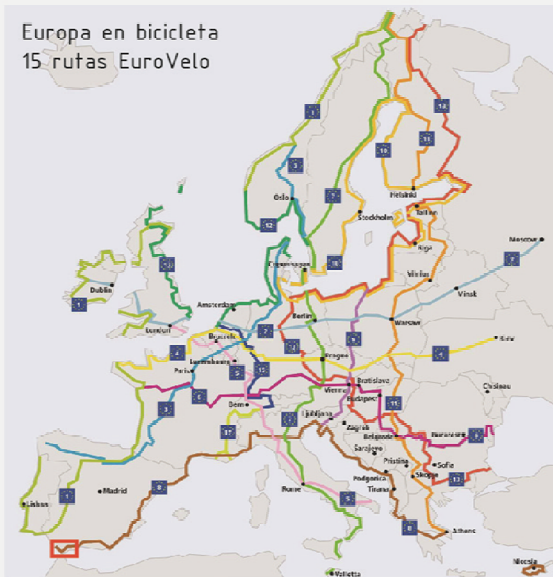 Europa en bicicleta
15 rutas EuroVelo
Oslo
Helsinki
Stockholm
Tallin
Riga
Moscow
Copenhagen
Vilnius
Dublin
Minsk
Amsterdam
London
Berlin
Warsaw
Brussels
Kyiv
Luxembourg
Prague
Paris
Vienna
Bratislava
Budapest
Chisinau
Bern
Ljubljana
Zagreb
Belgrade
Bucharest
Sarajevo
Pristina
Sofia
Madrid
Rome
Podgorica
Skopje
Tirana
Lisbon
Athens
Valletta
Nicosia